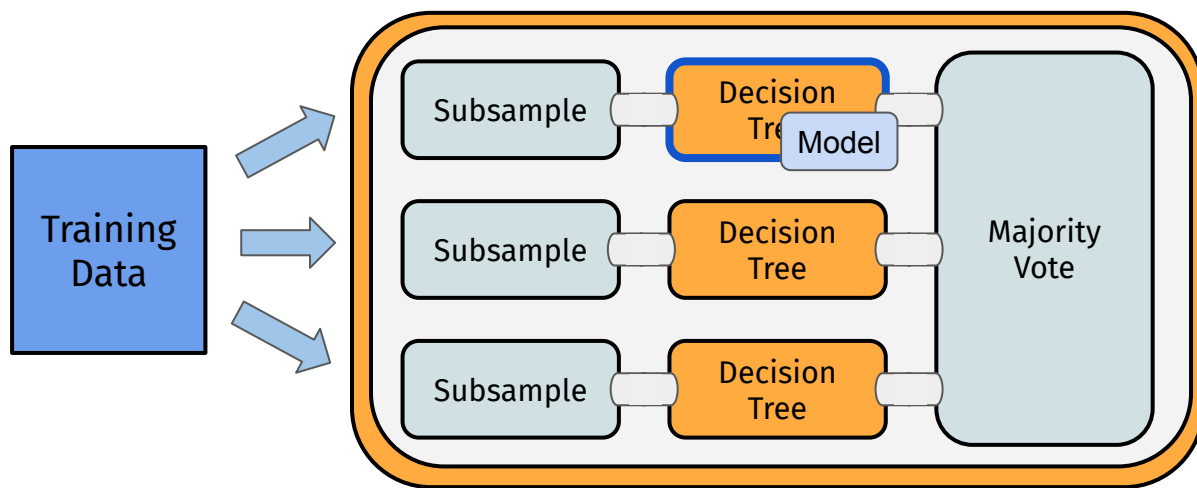 Training
Data
Subsample
Decision
Tre
Model
Subsample
Decision
Tree
Subsample
Decision
Tree
Majority
Vote